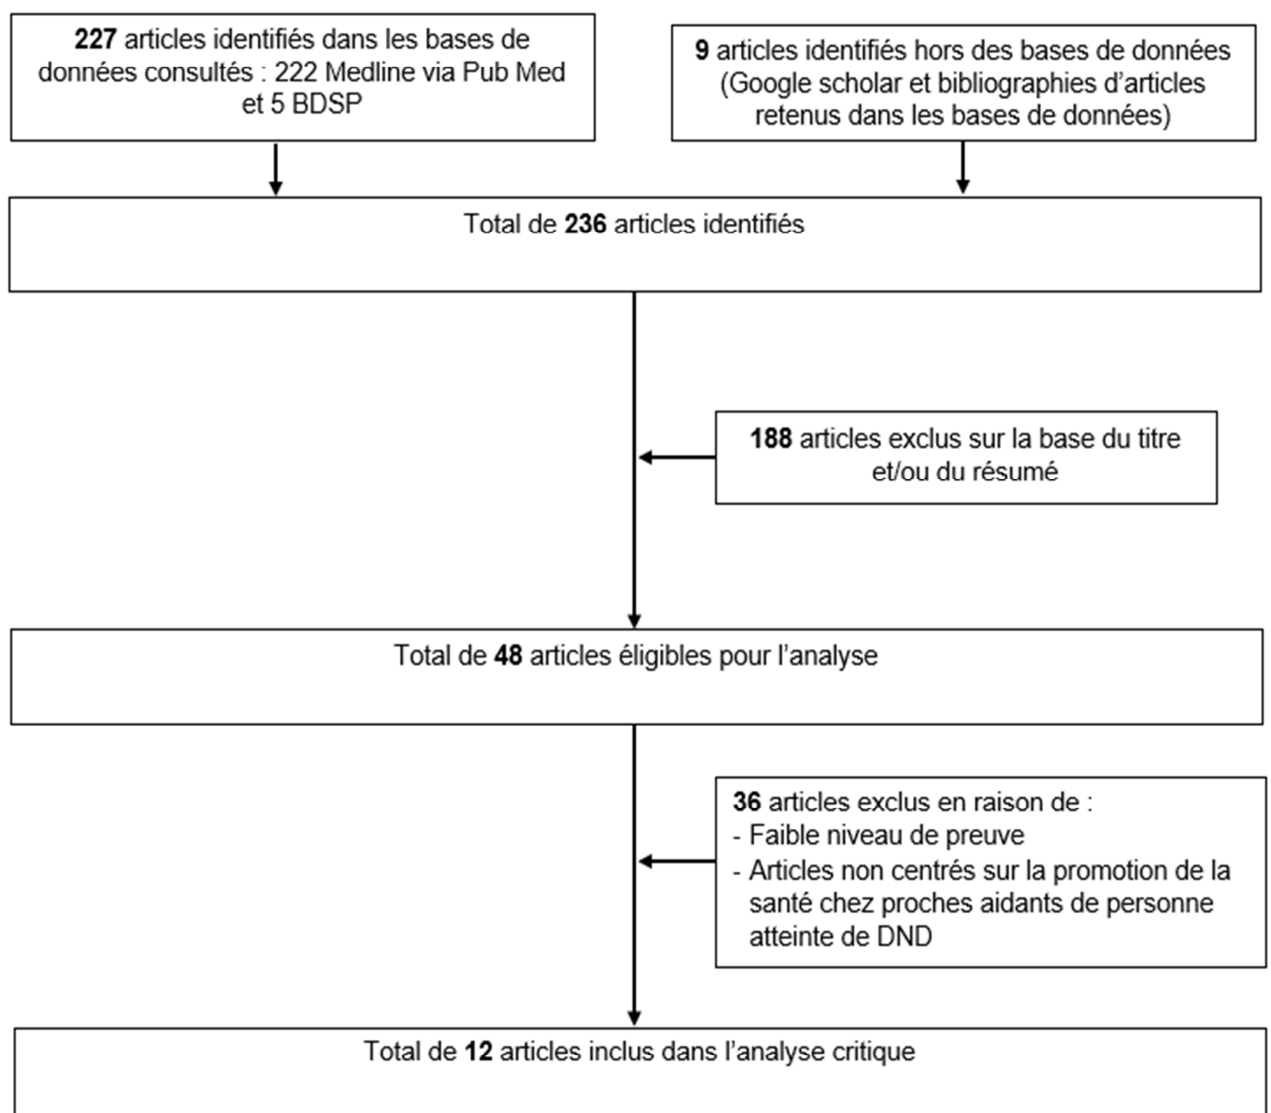 227 articles identifiés dans les bases de
données consultés : 222 Medline via Pub Med
et 5 BDSP
9 articles identifiés hors des bases de données
(Google scholar et bibliographies d’articles
retenus dans les bases de données)
Total de 236 articles identifiés
188 articles exclus sur la base du titre
et/ou du résumé
Total de 48 articles éligibles pour l’analyse
36 articles exclus en raison de :
- Faible niveau de preuve
- Articles non centrés sur la promotion de la
santé chez proches aidants de personne
atteinte de DND
Total de 12 articles inclus dans l’analyse critique